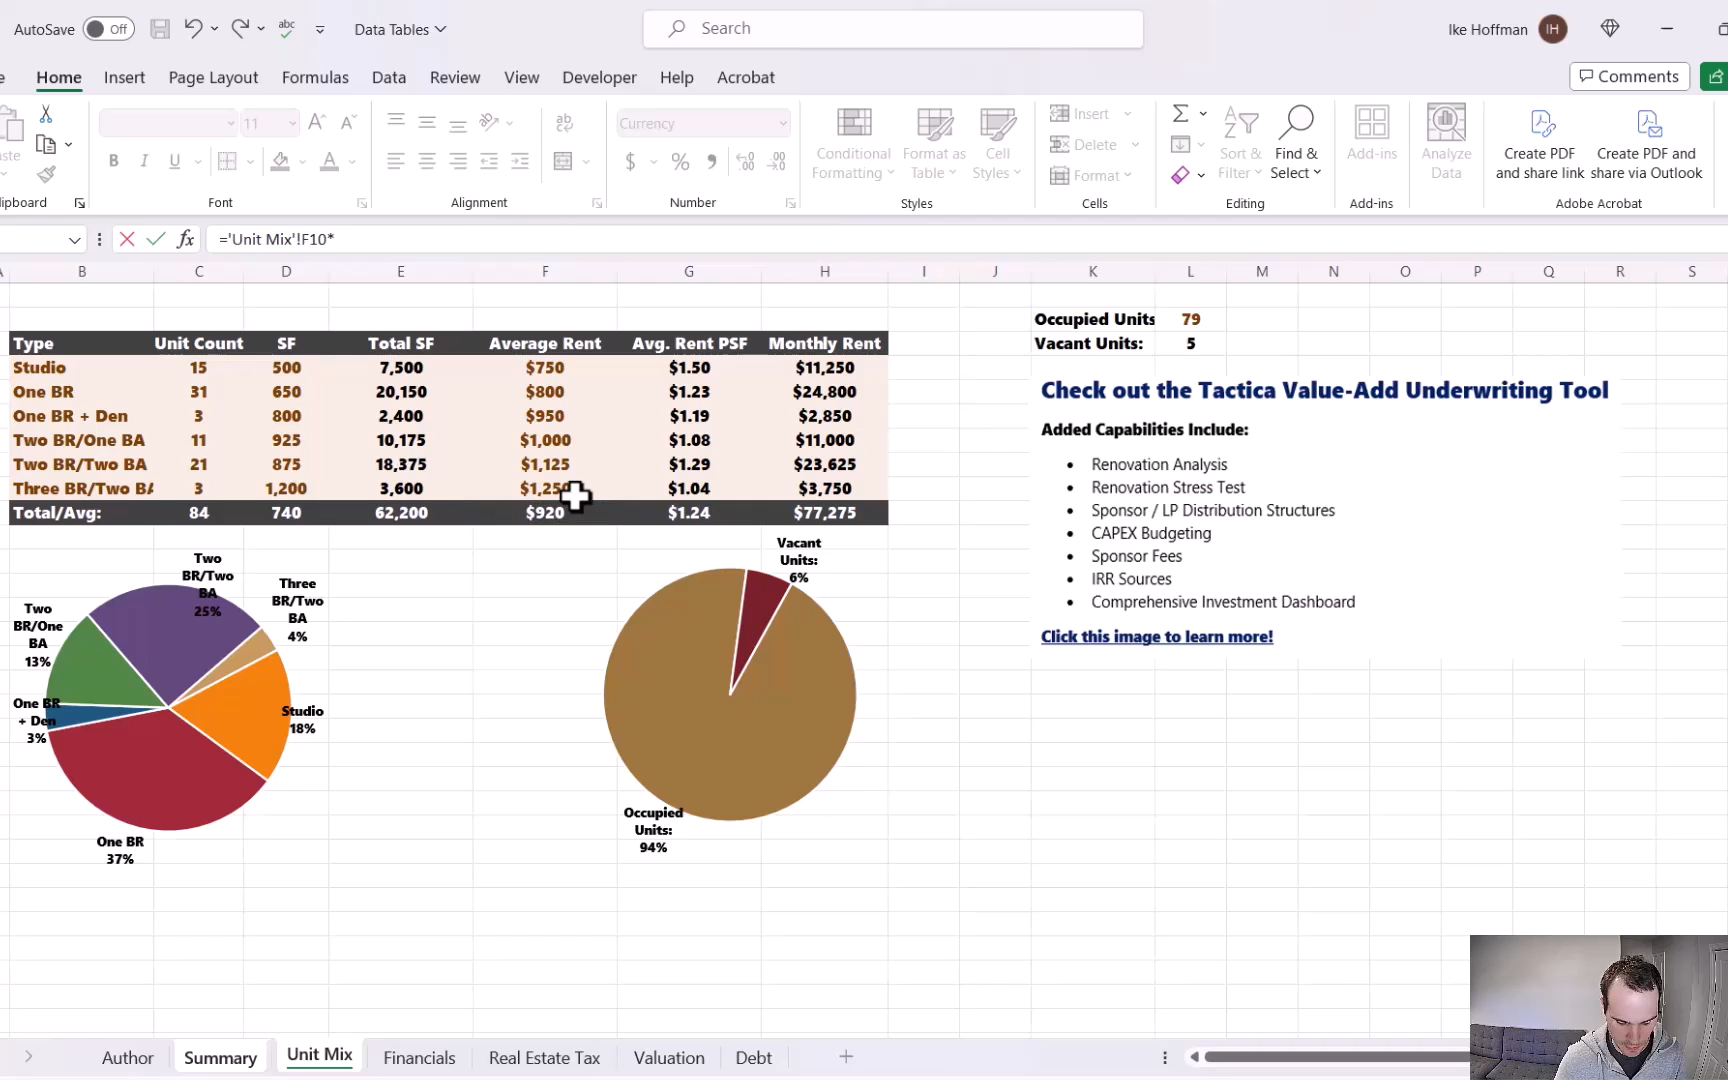 AutoSave Off Data Tables Search Ike Hoffman IH
Home Insert Page Layout Formulas Data Review View Developer Help Acrobat Comments
11 Currency
Insert
Delete
Format
Conditional Formatting
Format as Table
Cell Styles
Sort & Filter
Find & Select
Add-ins
Analyze Data
Create PDF and share link
Create PDF and share via Outlook
Font Alignment Number Styles Cells Editing Add-ins Adobe Acrobat
='Unit Mix'!F10*
B C D E F G H I J K L M N O P Q R S
Occupied Units 79
Vacant Units: 5
Type Unit Count SF Total SF Average Rent Avg. Rent PSF Monthly Rent
Studio 15 500 7,500 $750 $1.50 $11,250
One BR 31 650 20,150 $800 $1.23 $24,800
One BR + Den 3 800 2,400 $950 $1.19 $2,850
Two BR/One BA 11 925 10,175 $1,000 $1.08 $11,000
Two BR/Two BA 21 875 18,375 $1,125 $1.29 $23,625
Three BR/Two BA 3 1,200 3,600 $1,250 $1.04 $3,750
Total/Avg: 84 740 62,200 $920 $1.24 $77,275
Check out the Tactica Value-Add Underwriting Tool
Added Capabilities Include:
• Renovation Analysis
• Renovation Stress Test
• Sponsor / LP Distribution Structures
• CAPEX Budgeting
• Sponsor Fees
• IRR Sources
• Comprehensive Investment Dashboard
Click this image to learn more!
Two
BR/Two
BA
25%
Three
BR/Two
BA
4%
Two
BR/One
BA
13%
One BR
+ Den
3%
Studio
18%
One BR
37%
Vacant
Units:
6%
Occupied
Units:
94%
Author Summary Unit Mix Financials Real Estate Tax Valuation Debt